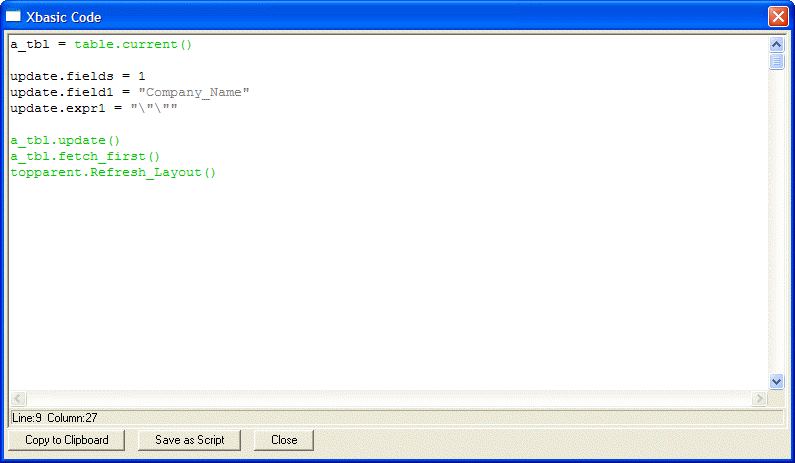 Xbasic Code
a_tbl = table.current()
update.fields = 1
update.field1 = "Company_Name"
update.expr1 = "\"\""
a_tbl.update()
a_tbl.fetch_first()
topparent.Refresh_Layout()
Line:9 Column:27
Copy to Clipboard Save as Script Close